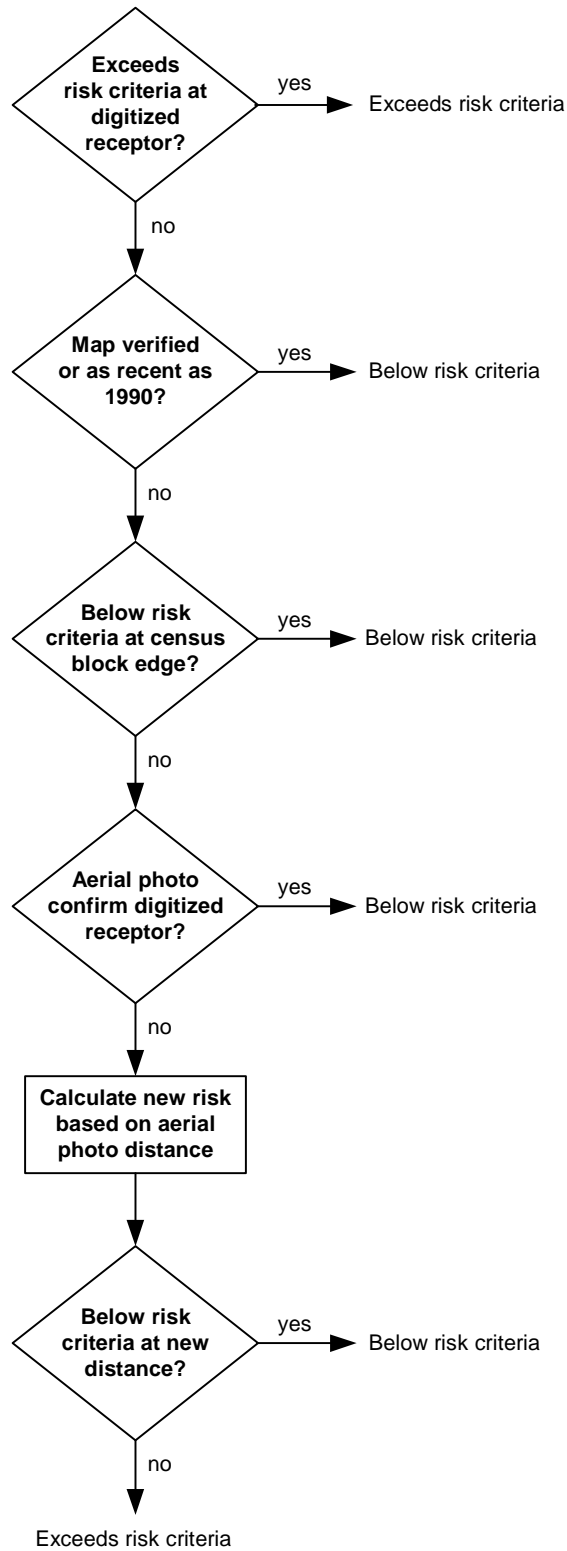 Exceeds
risk criteria at
digitized
receptor?
yes
Exceeds risk criteria
no
Map verified
or as recent as
1990?
yes
Below risk criteria
no
Below risk
criteria at census
block edge?
yes
Below risk criteria
no
Aerial photo
confirm digitized
receptor?
yes
Below risk criteria
no
Calculate new risk
based on aerial
photo distance
Below risk
criteria at new
distance?
yes
Below risk criteria
no
Exceeds risk criteria